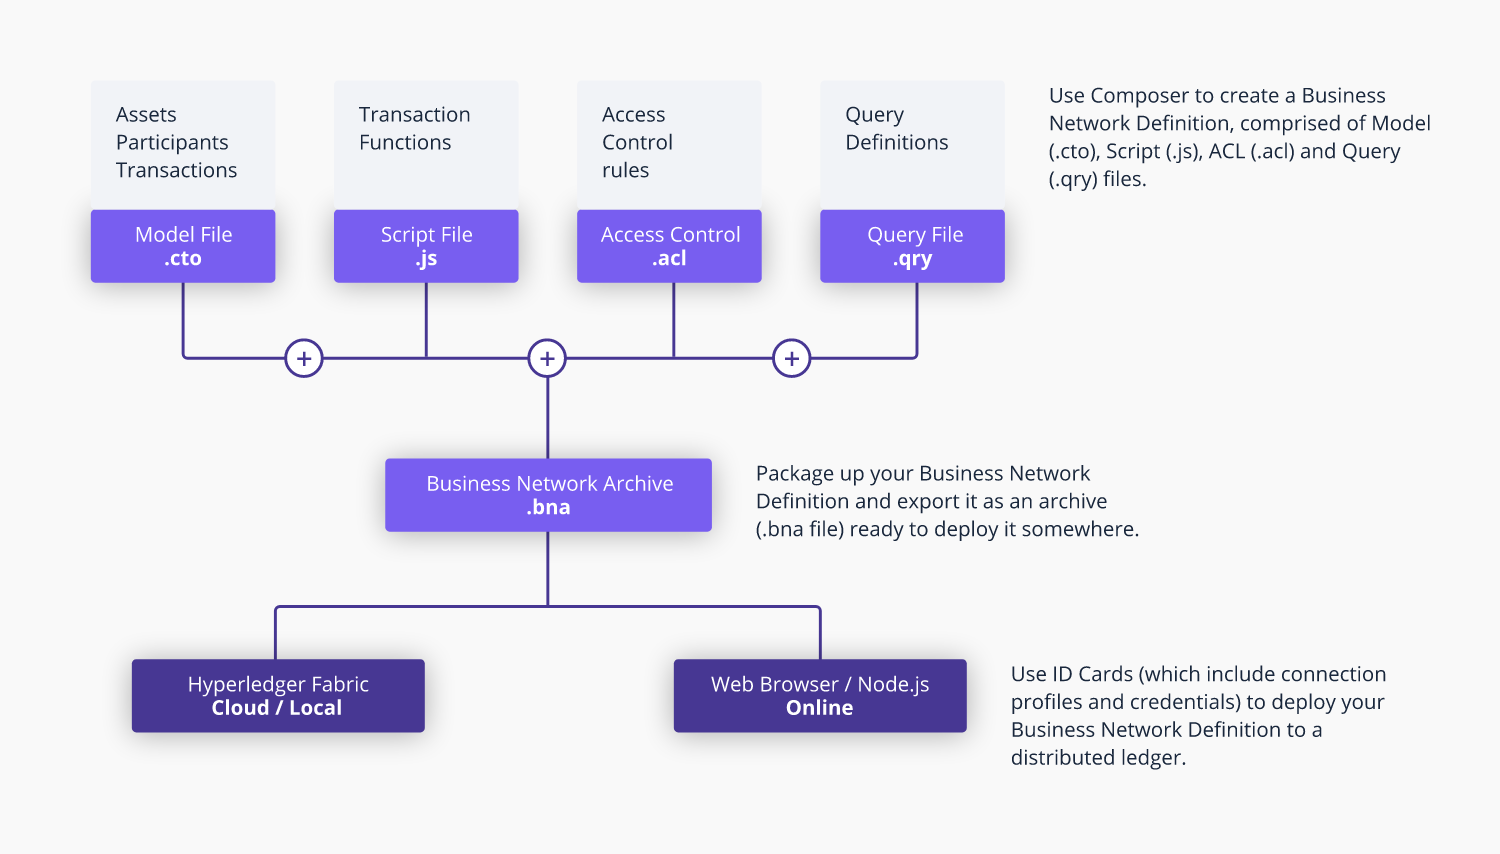 Assets
Participants
Transactions
Model File
.cto
Transaction
Functions
Script File
.js
Access
Control
rules
Access Control
.acl
Query
Definitions
Query File
.qry
Use Composer to create a Business
Network Definition, comprised of Model
(.cto), Script (.js), ACL (.acl) and Query
(.qry) files.
+
+
+
Business Network Archive
.bna
Package up your Business Network
Definition and export it as an archive
(.bna file) ready to deploy it somewhere.
Hyperledger Fabric
Cloud / Local
Web Browser / Node.js
Online
Use ID Cards (which include connection
profiles and credentials) to deploy your
Business Network Definition to a
distributed ledger.